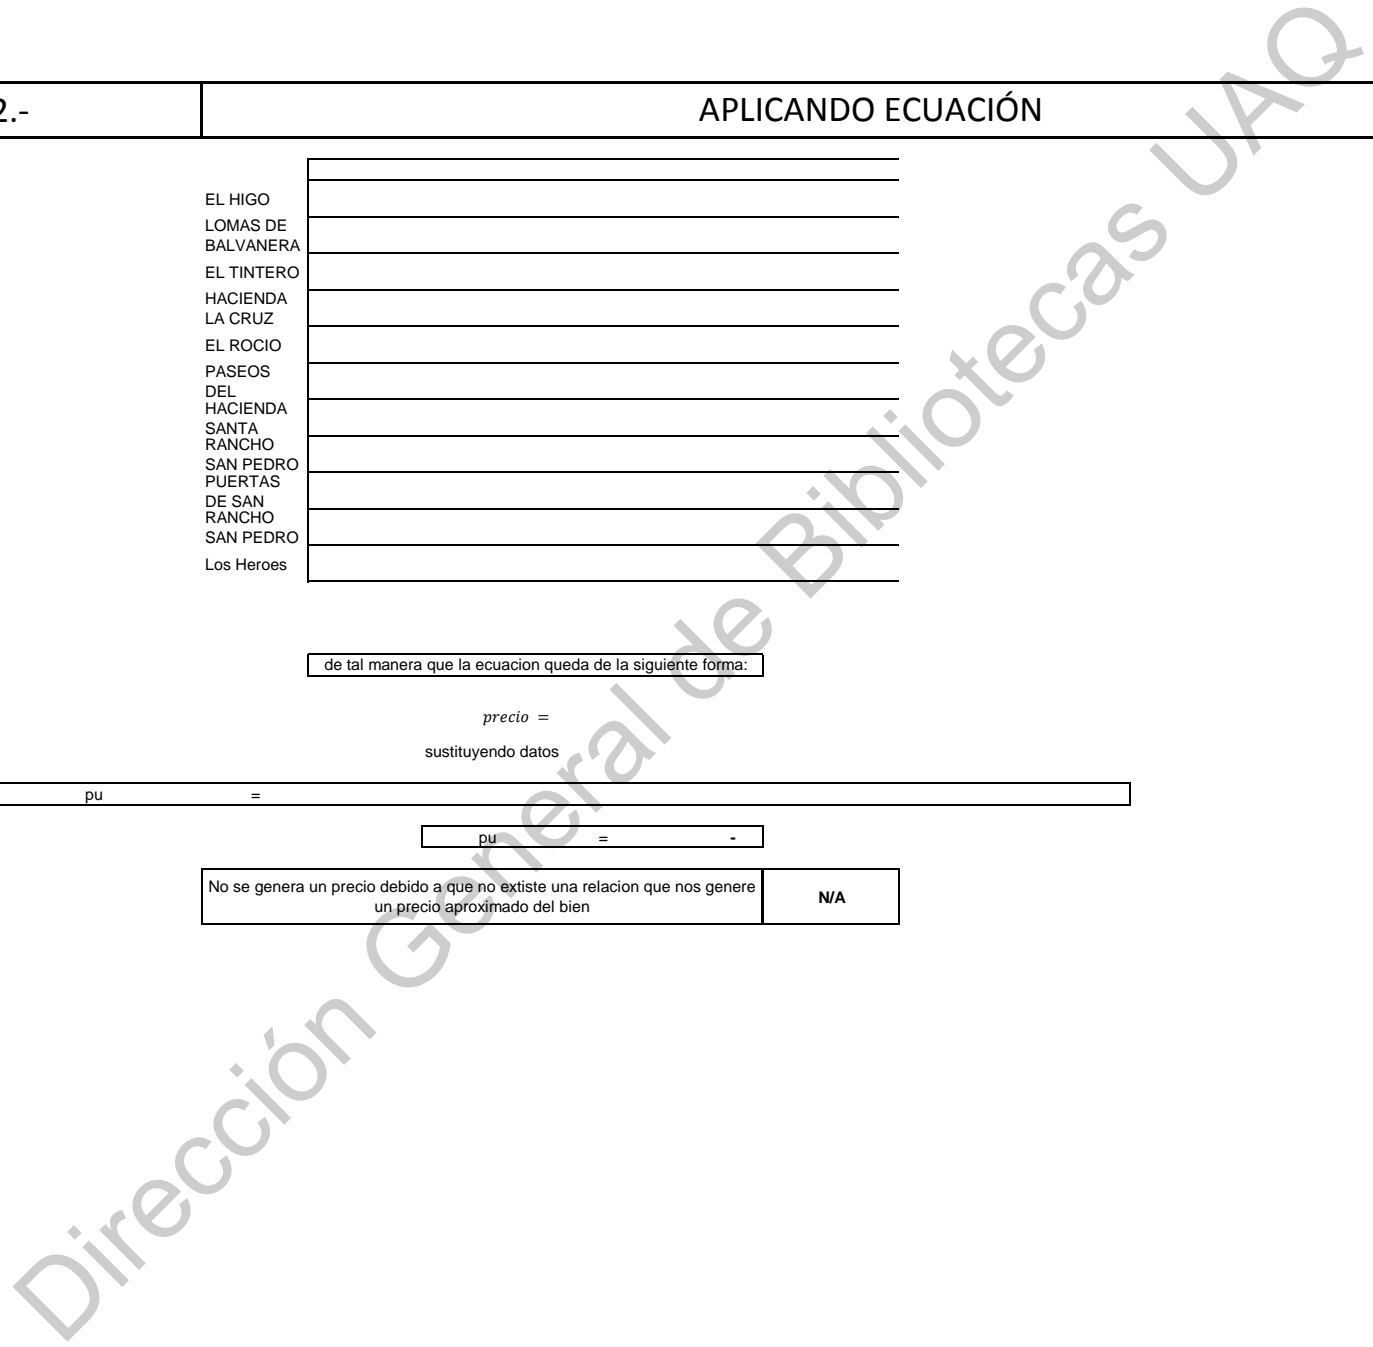 2.-
APLICANDO ECUACIÓN
EL HIGO
LOMAS DE
BALVANERA
EL TINTERO
HACIENDA
LA CRUZ
EL ROCIO
PASEOS
DEL
HACIENDA
SANTA
RANCHO
SAN PEDRO
PUERTAS
DE SAN
RANCHO
SAN PEDRO
Los Heroes
de tal manera que la ecuacion queda de la siguiente forma:
precio =
sustituyendo datos
pu =
pu = -
No se genera un precio debido a que no extiste una relacion que nos genere
un precio aproximado del bien
N/A
Dirección General de Bibliotecas UAQ